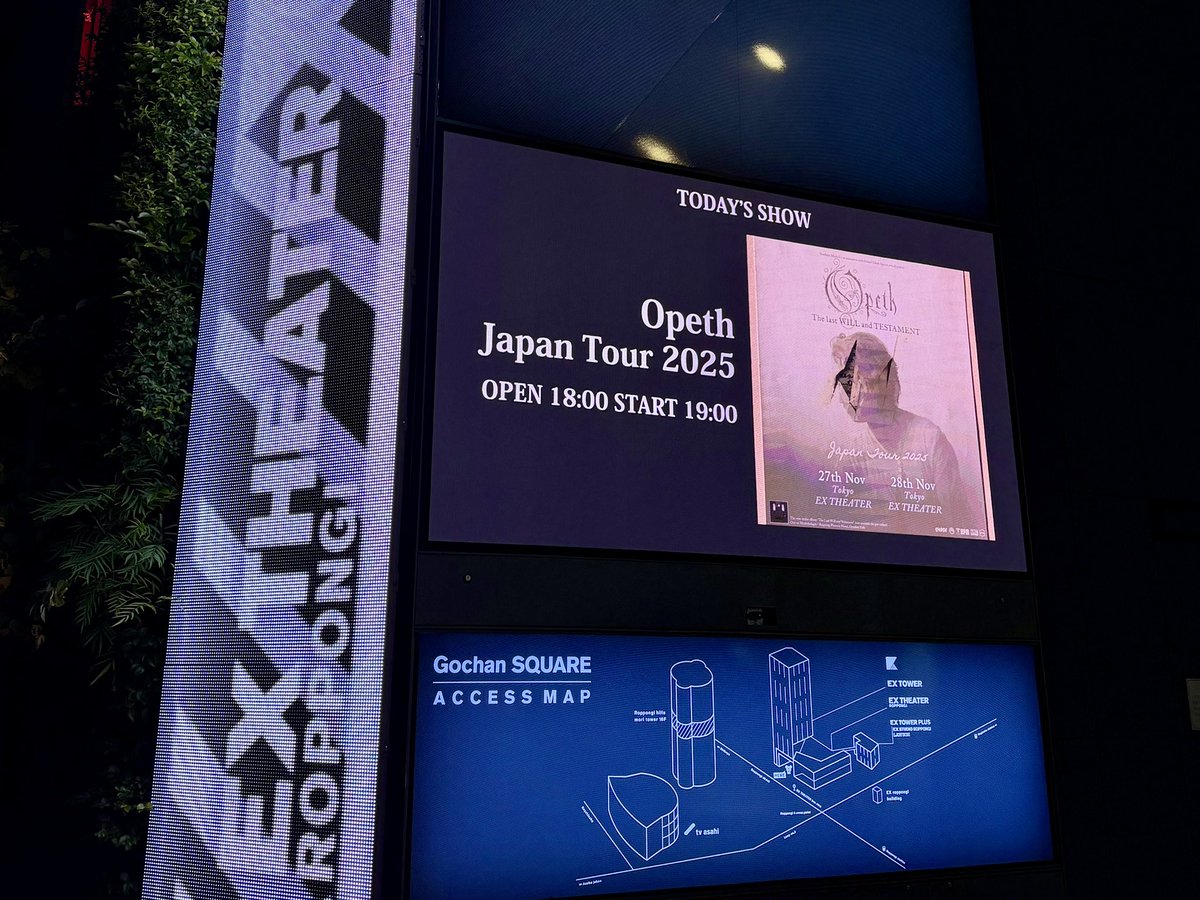 EX THEATER
ROPPONGI
TODAY'S SHOW
Opeth
Japan Tour 2025
OPEN 18:00 START 19:00
Opeth
The last WILL and TESTAMENT
Japan Tour 2025
27th Nov
Tokyo
EX THEATER
28th Nov
Tokyo
EX THEATER
Gochan SQUARE
ACCESS MAP
Roppongi hills
mori tower 16F
EX TOWER
EX THEATER
ROPPONGI
EX TOWER PLUS
tv asahi
EX roppongi
building